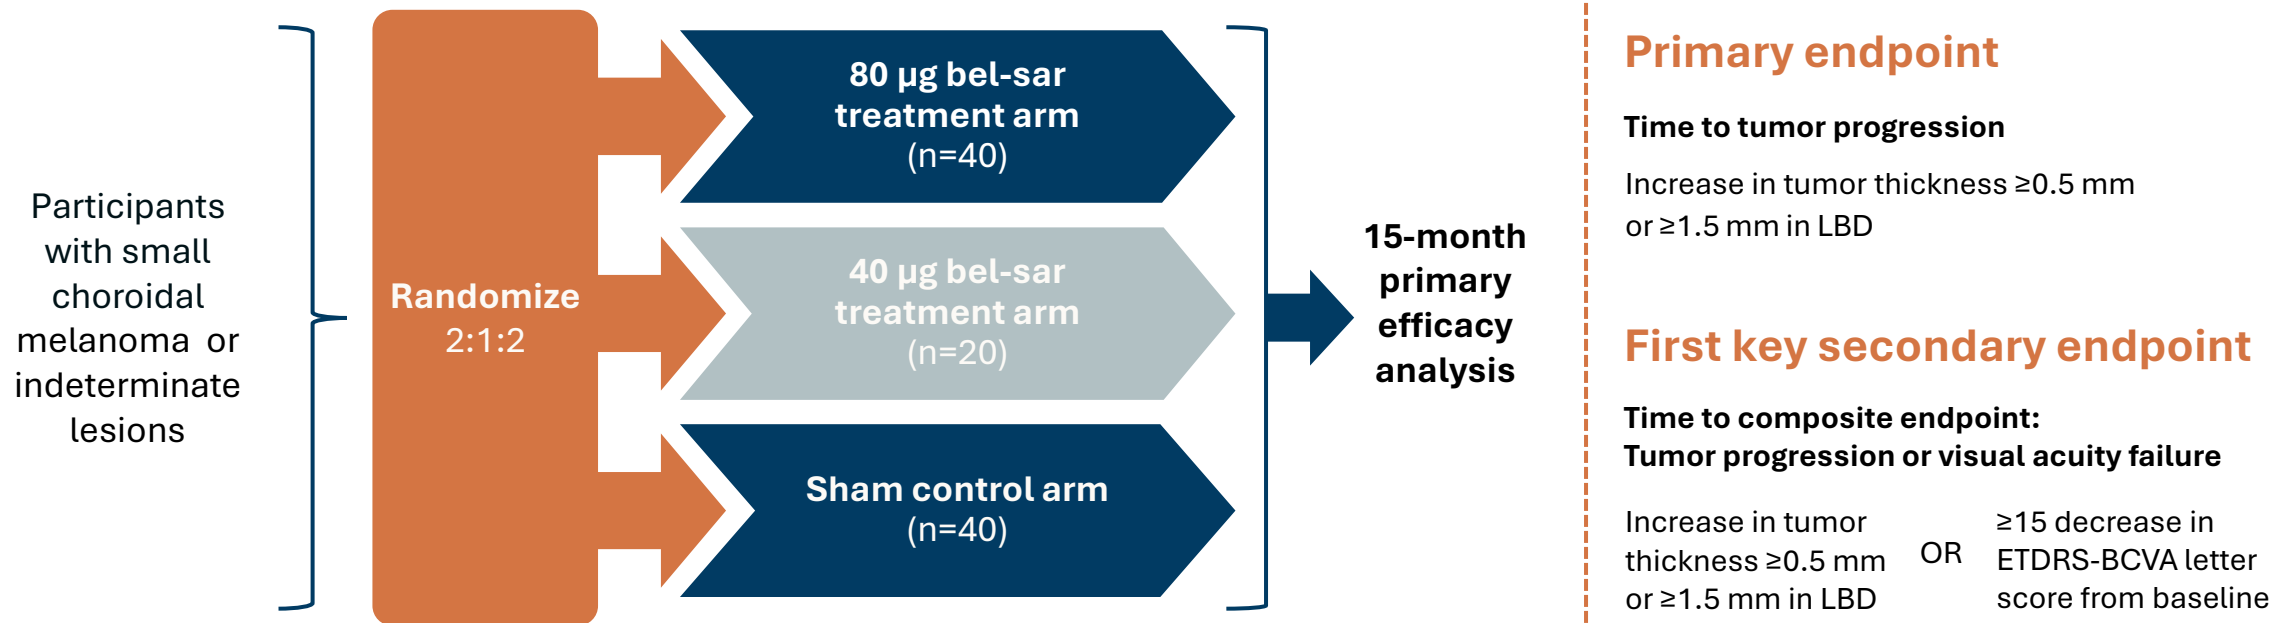 Participants
with small
choroidal
melanoma or
indeterminate
lesions
Randomize
2:1:2
80 µg bel-sar
treatment arm
(n=40)
40 µg bel-sar
treatment arm
(n=20)
Sham control arm
(n=40)
15-month
primary
efficacy
analysis
Primary endpoint
Time to tumor progression
Increase in tumor thickness ≥0.5 mm
or ≥1.5 mm in LBD
First key secondary endpoint
Time to composite endpoint:
Tumor progression or visual acuity failure
Increase in tumor
thickness ≥0.5 mm
or ≥1.5 mm in LBD
OR
≥15 decrease in
ETDRS-BCVA letter
score from baseline